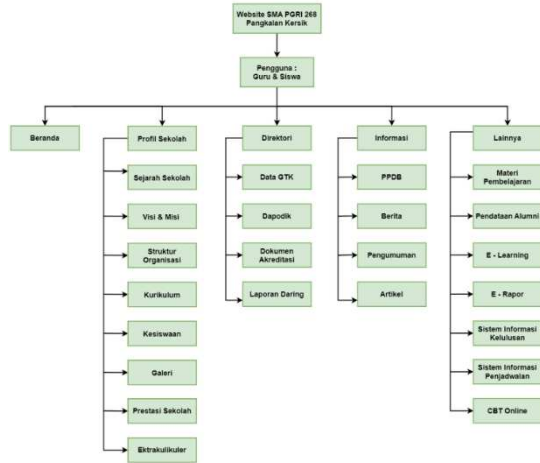 Website SMA PGRI 268
Pangkalan Kersik
Pengguna :
Guru & Siswa
Beranda
Profil Sekolah
Sejarah Sekolah
Visi & Misi
Struktur
Organisasi
Kurikulum
Kesiswaan
Galeri
Prestasi Sekolah
Ektrakulikuler
Direktori
Data GTK
Dapodik
Dokumen
Akreditasi
Laporan Daring
Informasi
PPDB
Berita
Pengumuman
Artikel
Lainnya
Materi
Pembelajaran
Pendataan Alumni
E - Learning
E - Rapor
Sistem Informasi
Kelulusan
Sistem Informasi
Penjadwalan
CBT Online